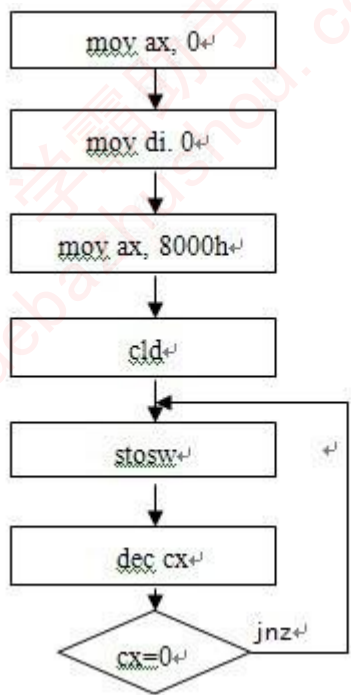 mov ax, 0
mov di. 0
mov ax, 8000h
cld
stosw
dec cx
cx=0
jnz